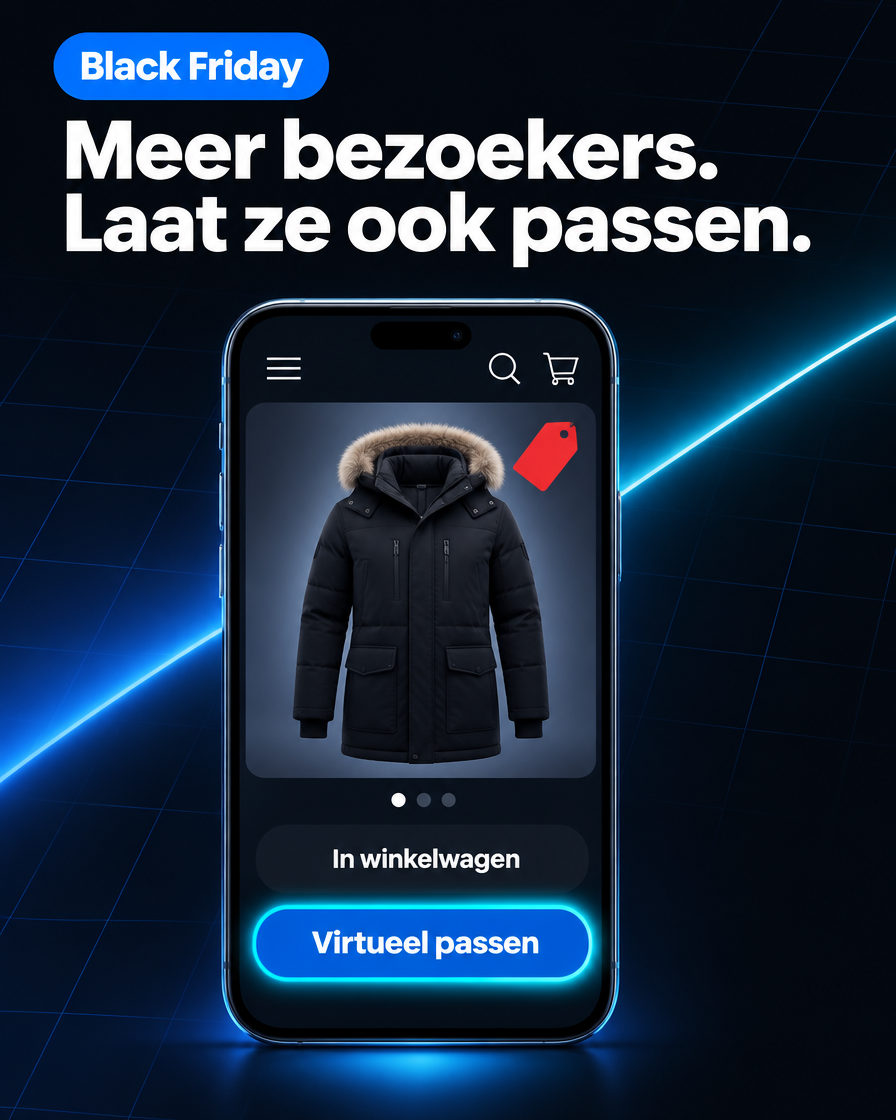 Black Friday
Meer bezoekers.
Laat ze ook passen.
In winkelwagen
Virtueel passen